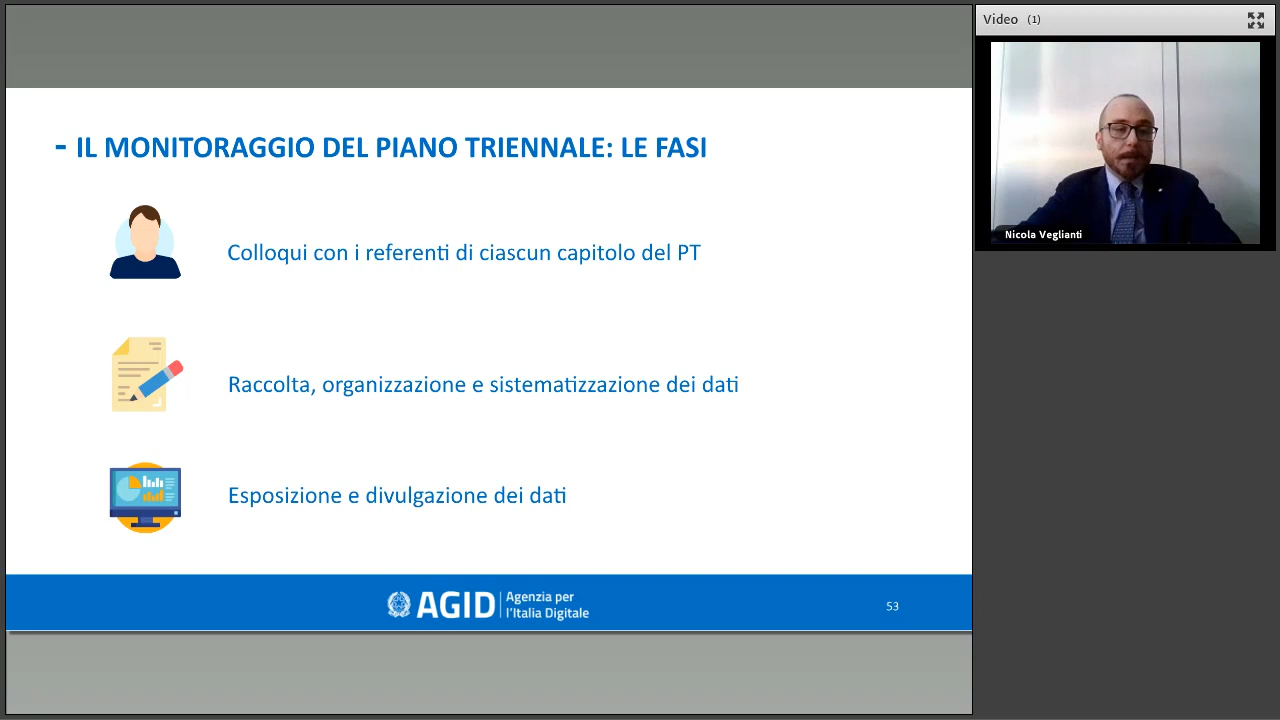 - IL MONITORAGGIO DEL PIANO TRIENNALE: LE FASI
Colloqui con i referenti di ciascun capitolo del PT
Raccolta, organizzazione e sistematizzazione dei dati
Esposizione e divulgazione dei dati
AGID
Agenzia per
l'Italia Digitale
53
Video (1)
Nicola Veglianti